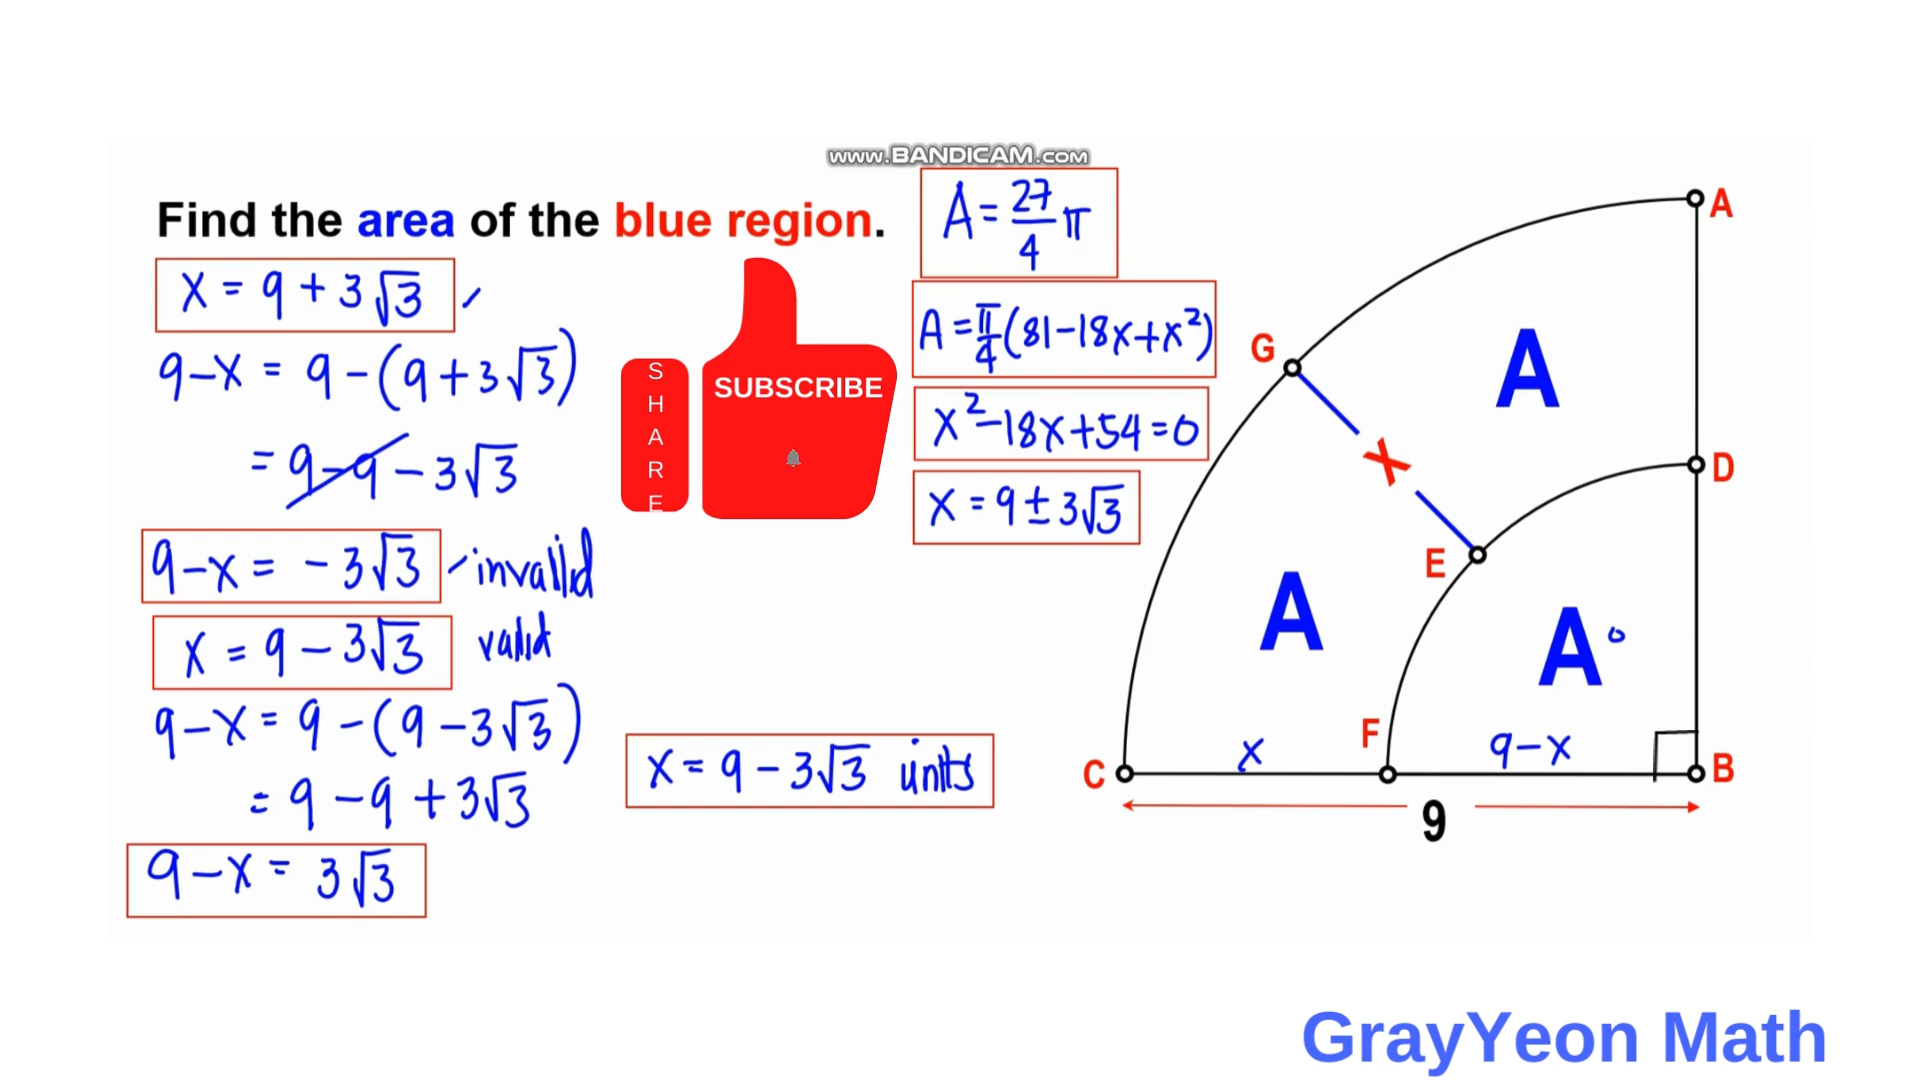 www.BANDICAM.com
Find the area of the blue region.
x = 9 + 3√3
9-x = 9 - (9 + 3√3)
= 9 - 9 - 3√3
9-x = - 3√3 invalid
x = 9 - 3√3 valid
9-x = 9 - (9 - 3√3)
= 9 - 9 + 3√3
9-x = 3√3
SHARE
SUBSCRIBE
x = 9 - 3√3 units
A = 27/4 π
A = π/4 (81-18x+x²)
x²-18x+54=0
x = 9 ± 3√3
A
G
A
X
D
E
A
A
F
x
9-x
C
B
9
GrayYeon Math